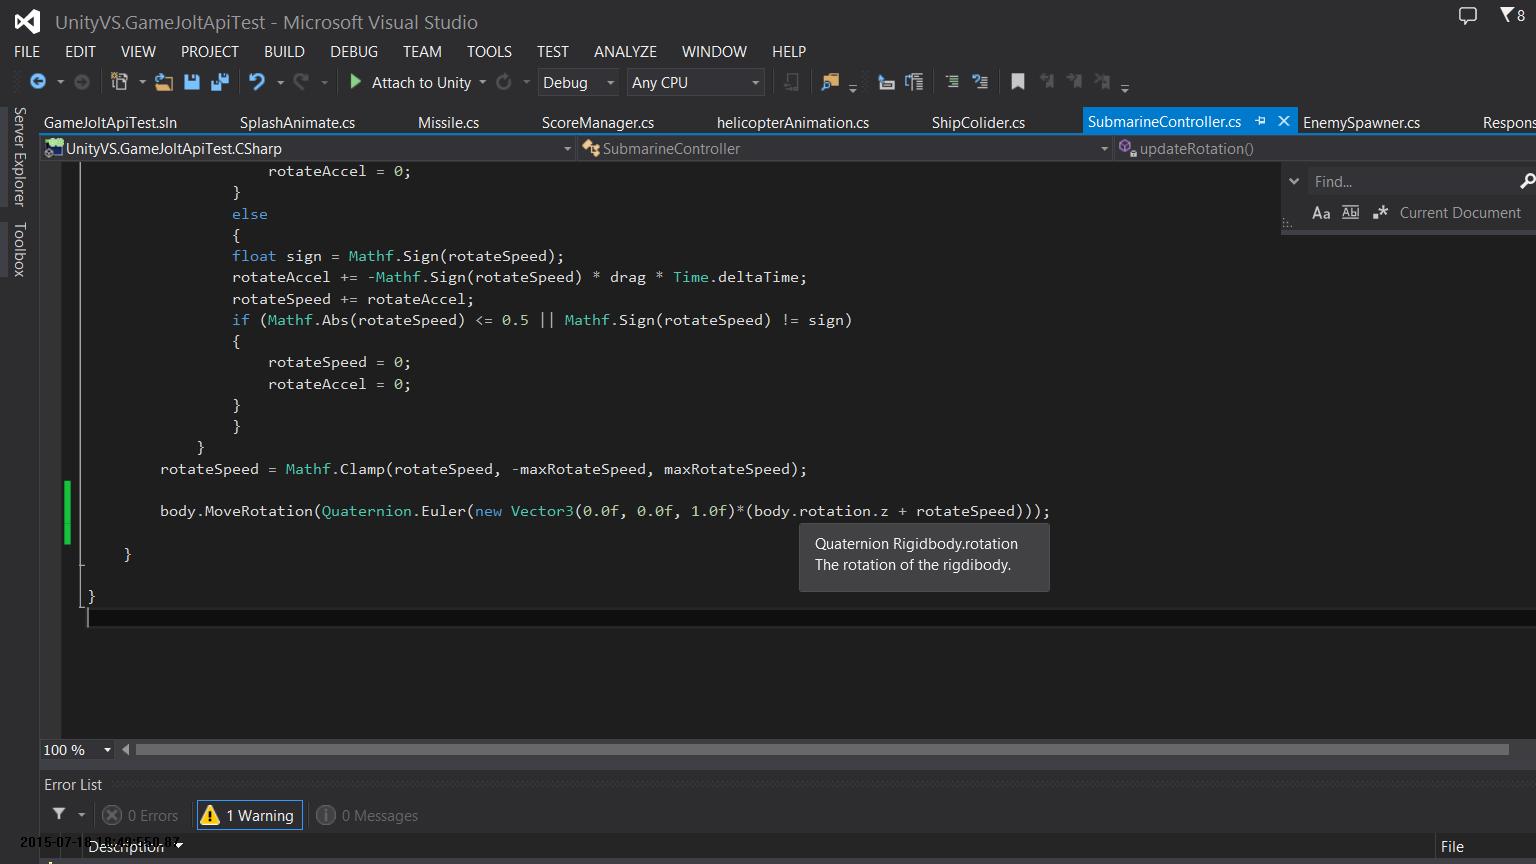 UnityVS.GameJoltApiTest - Microsoft Visual Studio
8
FILE EDIT VIEW PROJECT BUILD DEBUG TEAM TOOLS TEST ANALYZE WINDOW HELP
Attach to Unity Debug Any CPU
Server Explorer
Toolbox
GameJoltApiTest.sln SplashAnimate.cs Missile.cs ScoreManager.cs helicopterAnimation.cs ShipColider.cs SubmarineController.cs EnemySpawner.cs Respons
UnityVS.GameJoltApiTest.CSharp SubmarineController updateRotation()
Find...
Aa Abl .* Current Document
rotateAccel = 0;
}
else
{
float sign = Mathf.Sign(rotateSpeed);
rotateAccel += -Mathf.Sign(rotateSpeed) * drag * Time.deltaTime;
rotateSpeed += rotateAccel;
if (Mathf.Abs(rotateSpeed) <= 0.5 || Mathf.Sign(rotateSpeed) != sign)
{
rotateSpeed = 0;
rotateAccel = 0;
}
}
}
rotateSpeed = Mathf.Clamp(rotateSpeed, -maxRotateSpeed, maxRotateSpeed);
body.MoveRotation(Quaternion.Euler(new Vector3(0.0f, 0.0f, 1.0f)*(body.rotation.z + rotateSpeed)));
Quaternion Rigidbody.rotation
The rotation of the rigdibody.
}
}
100 %
Error List
0 Errors 1 Warning 0 Messages
Description File